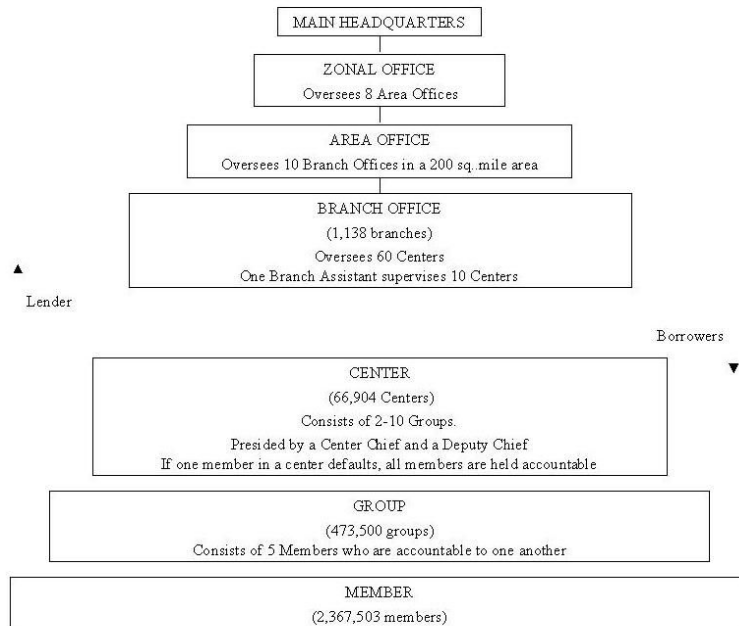 MAIN HEADQUARTERS
ZONAL OFFICE
Oversees 8 Area Offices
AREA OFFICE
Oversees 10 Branch Offices in a 200 sq..mile area
BRANCH OFFICE
(1,138 branches)
Oversees 60 Centers
One Branch Assistant supervises 10 Centers
Lender
Borrowers
CENTER
(66,904 Centers)
Consists of 2-10 Groups.
Presided by a Center Chief and a Deputy Chief
If one member in a center defaults, all members are held accountable
GROUP
(473,500 groups)
Consists of 5 Members who are accountable to one another
MEMBER
(2,367,503 members)